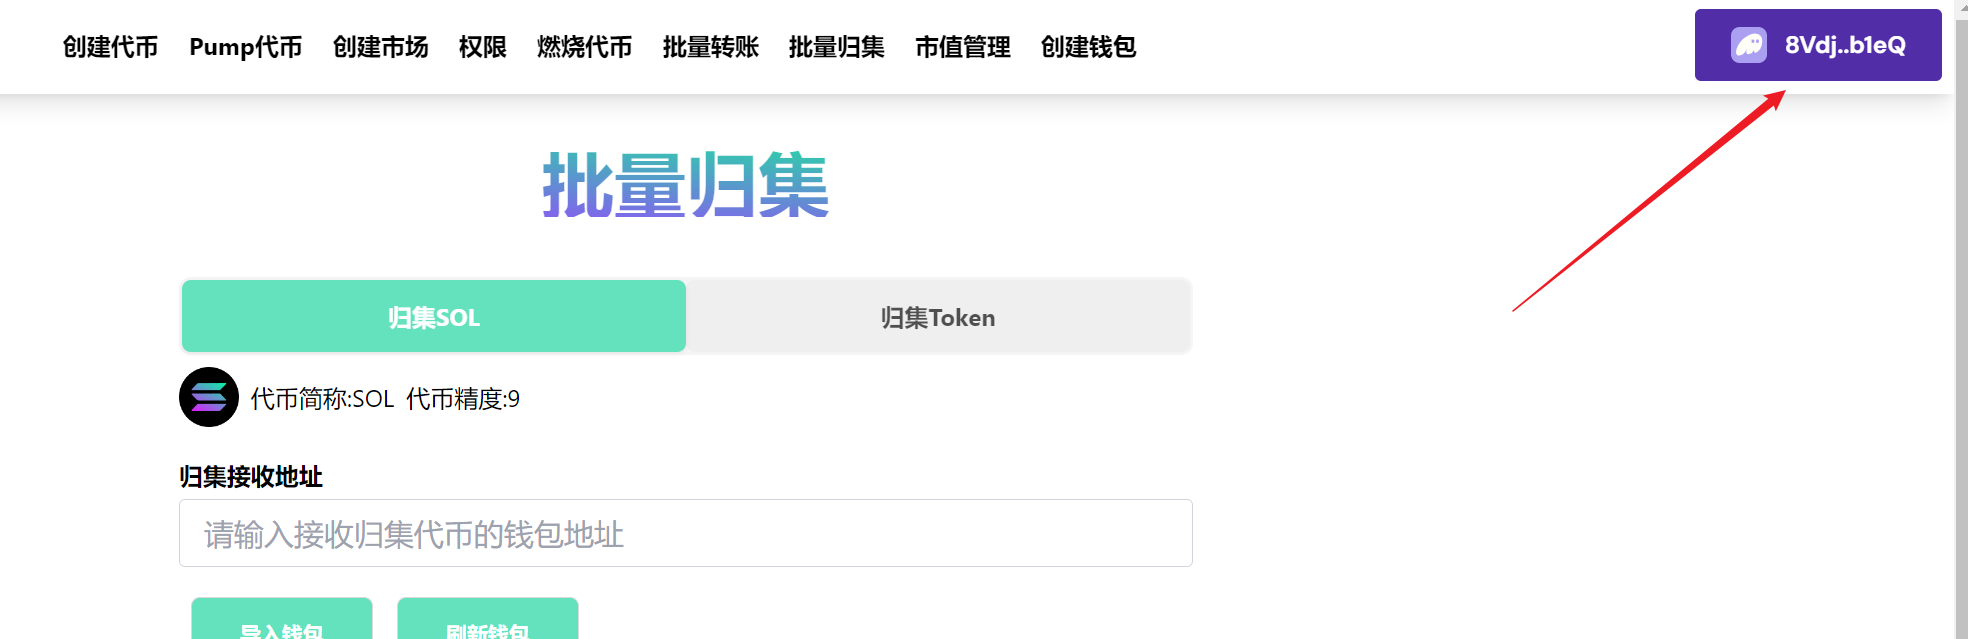 创建代币 Pump代币 创建市场 权限 燃烧代币 批量转账 批量归集 市值管理 创建钱包 8Vdj..b1eQ
批量归集
归集SOL 归集Token
代币简称:SOL 代币精度:9
归集接收地址
请输入接收归集代币的钱包地址
导入钱包 刷新钱包